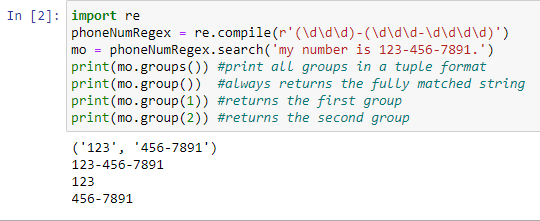 In [2]: import re
phoneNumRegex = re.compile(r'(\d\d\d)-(\d\d\d-\d\d\d\d)')
mo = phoneNumRegex.search('my number is 123-456-7891.')
print(mo.groups()) #print all groups in a tuple format
print(mo.group())  #always returns the fully matched string
print(mo.group(1)) #returns the first group
print(mo.group(2)) #returns the second group
('123', '456-7891')
123-456-7891
123
456-7891